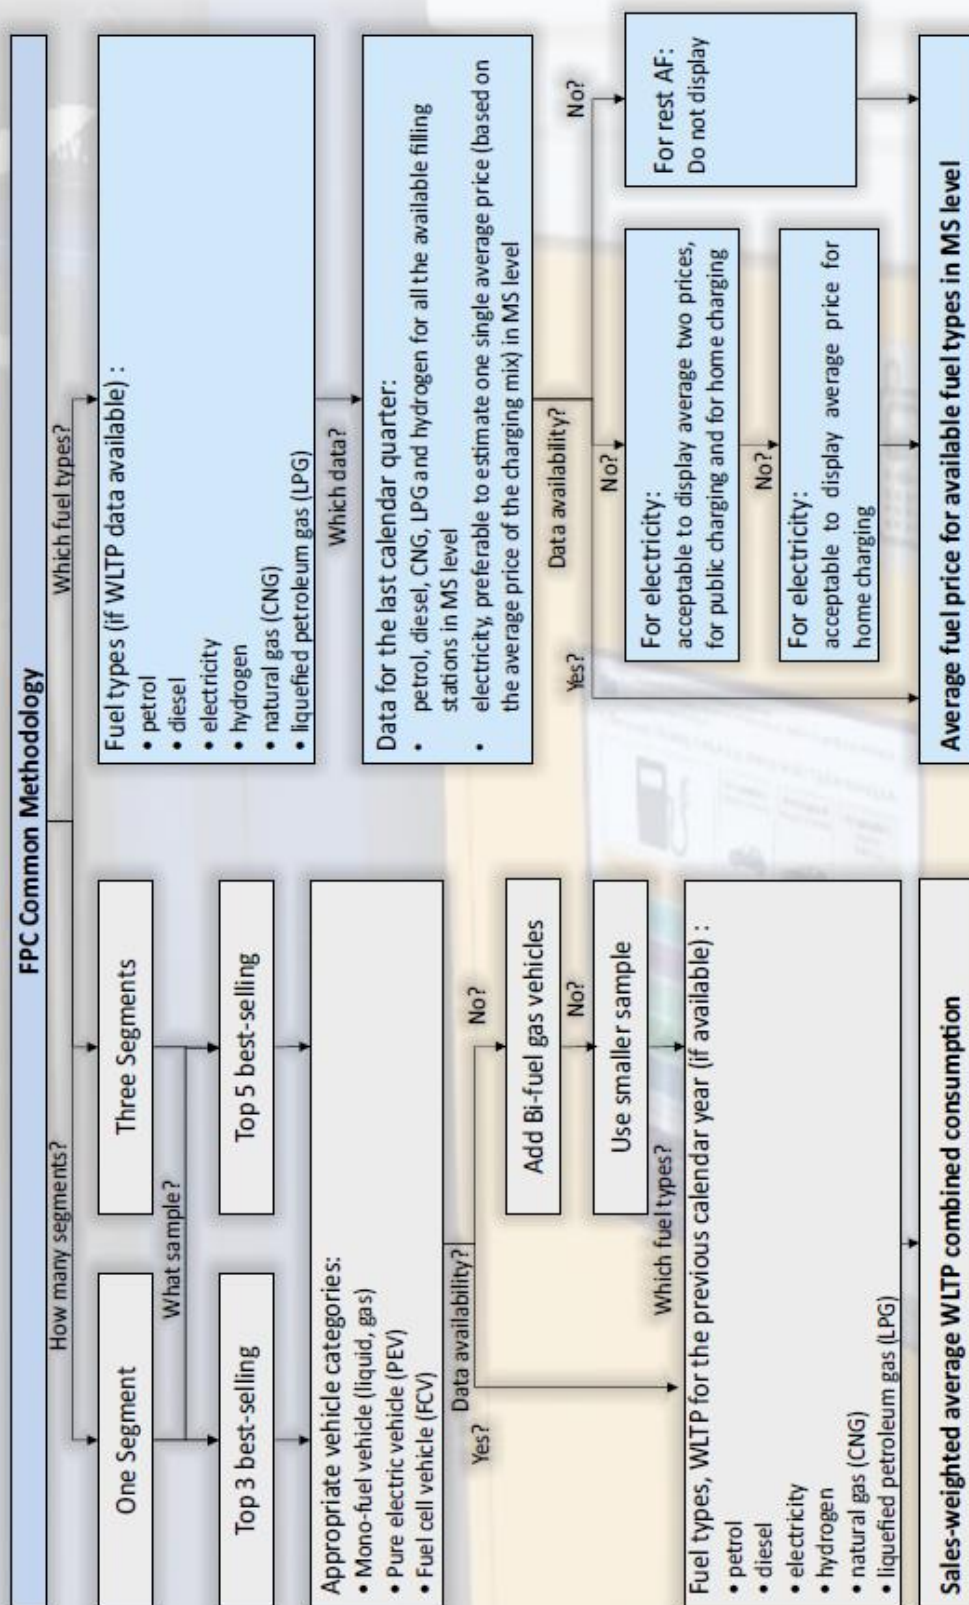 FPC Common Methodology
How many segments?
One Segment
Three Segments
What sample?
Top 3 best-selling
Top 5 best-selling
Appropriate vehicle categories:
• Mono-fuel vehicle (liquid, gas)
• Pure electric vehicle (PEV)
• Fuel cell vehicle (FCV)
Data availability?
Yes?
No?
Add Bi-fuel gas vehicles
No?
Use smaller sample
Which fuel types?
Fuel types, WLTP for the previous calendar year (if available) :
• petrol
• diesel
• electricity
• hydrogen
• natural gas (CNG)
• liquefied petroleum gas (LPG)
Sales-weighted average WLTP combined consumption
Which fuel types?
Fuel types (if WLTP data available) :
• petrol
• diesel
• electricity
• hydrogen
• natural gas (CNG)
• liquefied petroleum gas (LPG)
Which data?
Data for the last calendar quarter:
• petrol, diesel, CNG, LPG and hydrogen for all the available filling
stations in MS level
• electricity, preferable to estimate one single average price (based on
the average price of the charging mix) in MS level
Data availability?
Yes?
No?
No?
For electricity:
acceptable to display average two prices,
for public charging and for home charging
No?
For electricity:
acceptable to display average price for
home charging
For rest AF:
Do not display
Average fuel price for available fuel types in MS level